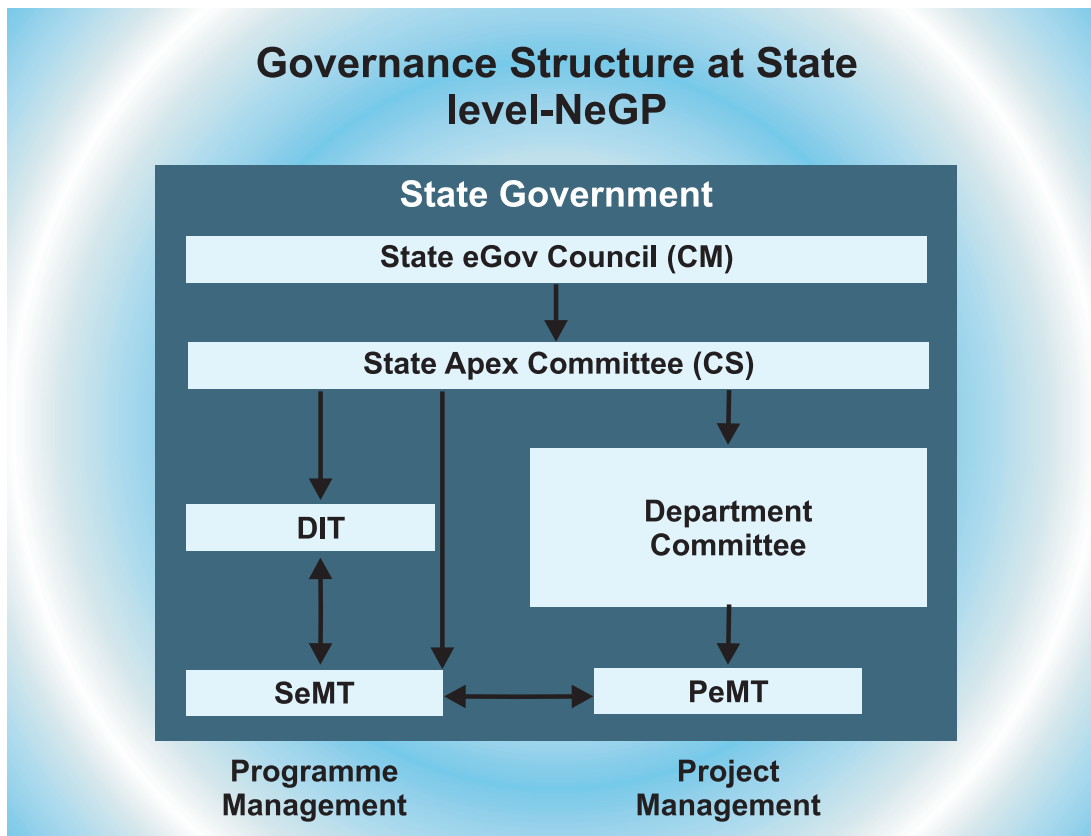 Governance Structure at State
level-NeGP
State Government
State eGov Council (CM)
State Apex Committee (CS)
DIT
Department
Committee
SeMT
PeMT
Programme
Management
Project
Management